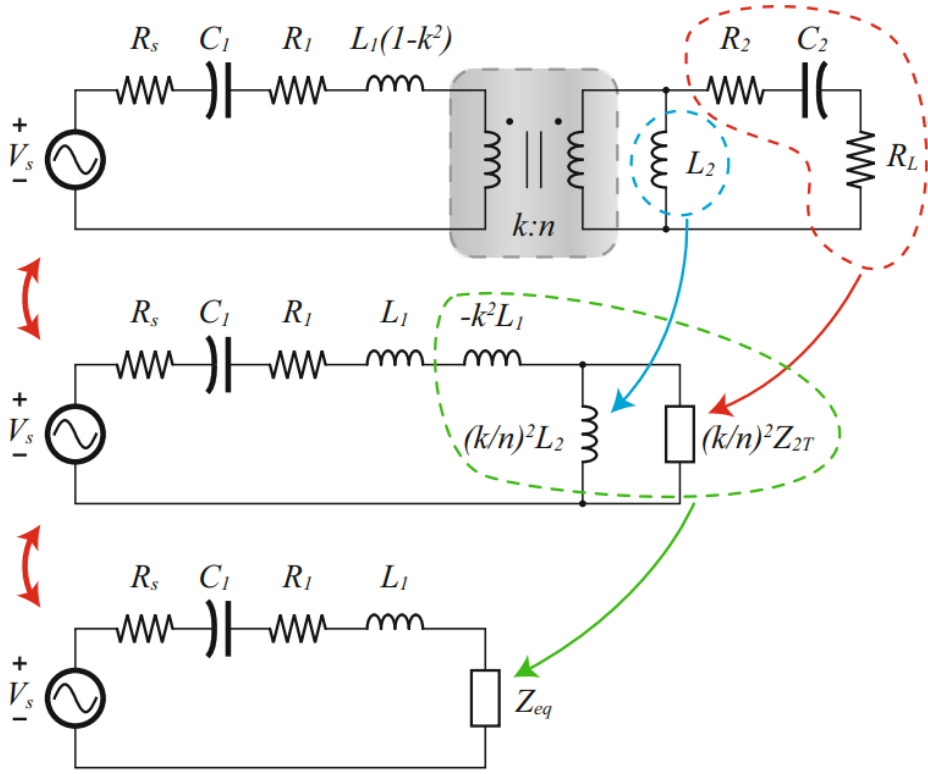 Rs C1 R1 L1(1-k²) R2 C2
+
Vs
−
L2 RL
k:n
Rs C1 R1 L1 -k²L1
+
Vs
−
(k/n)²L2 (k/n)²Z2T
Rs C1 R1 L1
+
Vs
−
Zeq